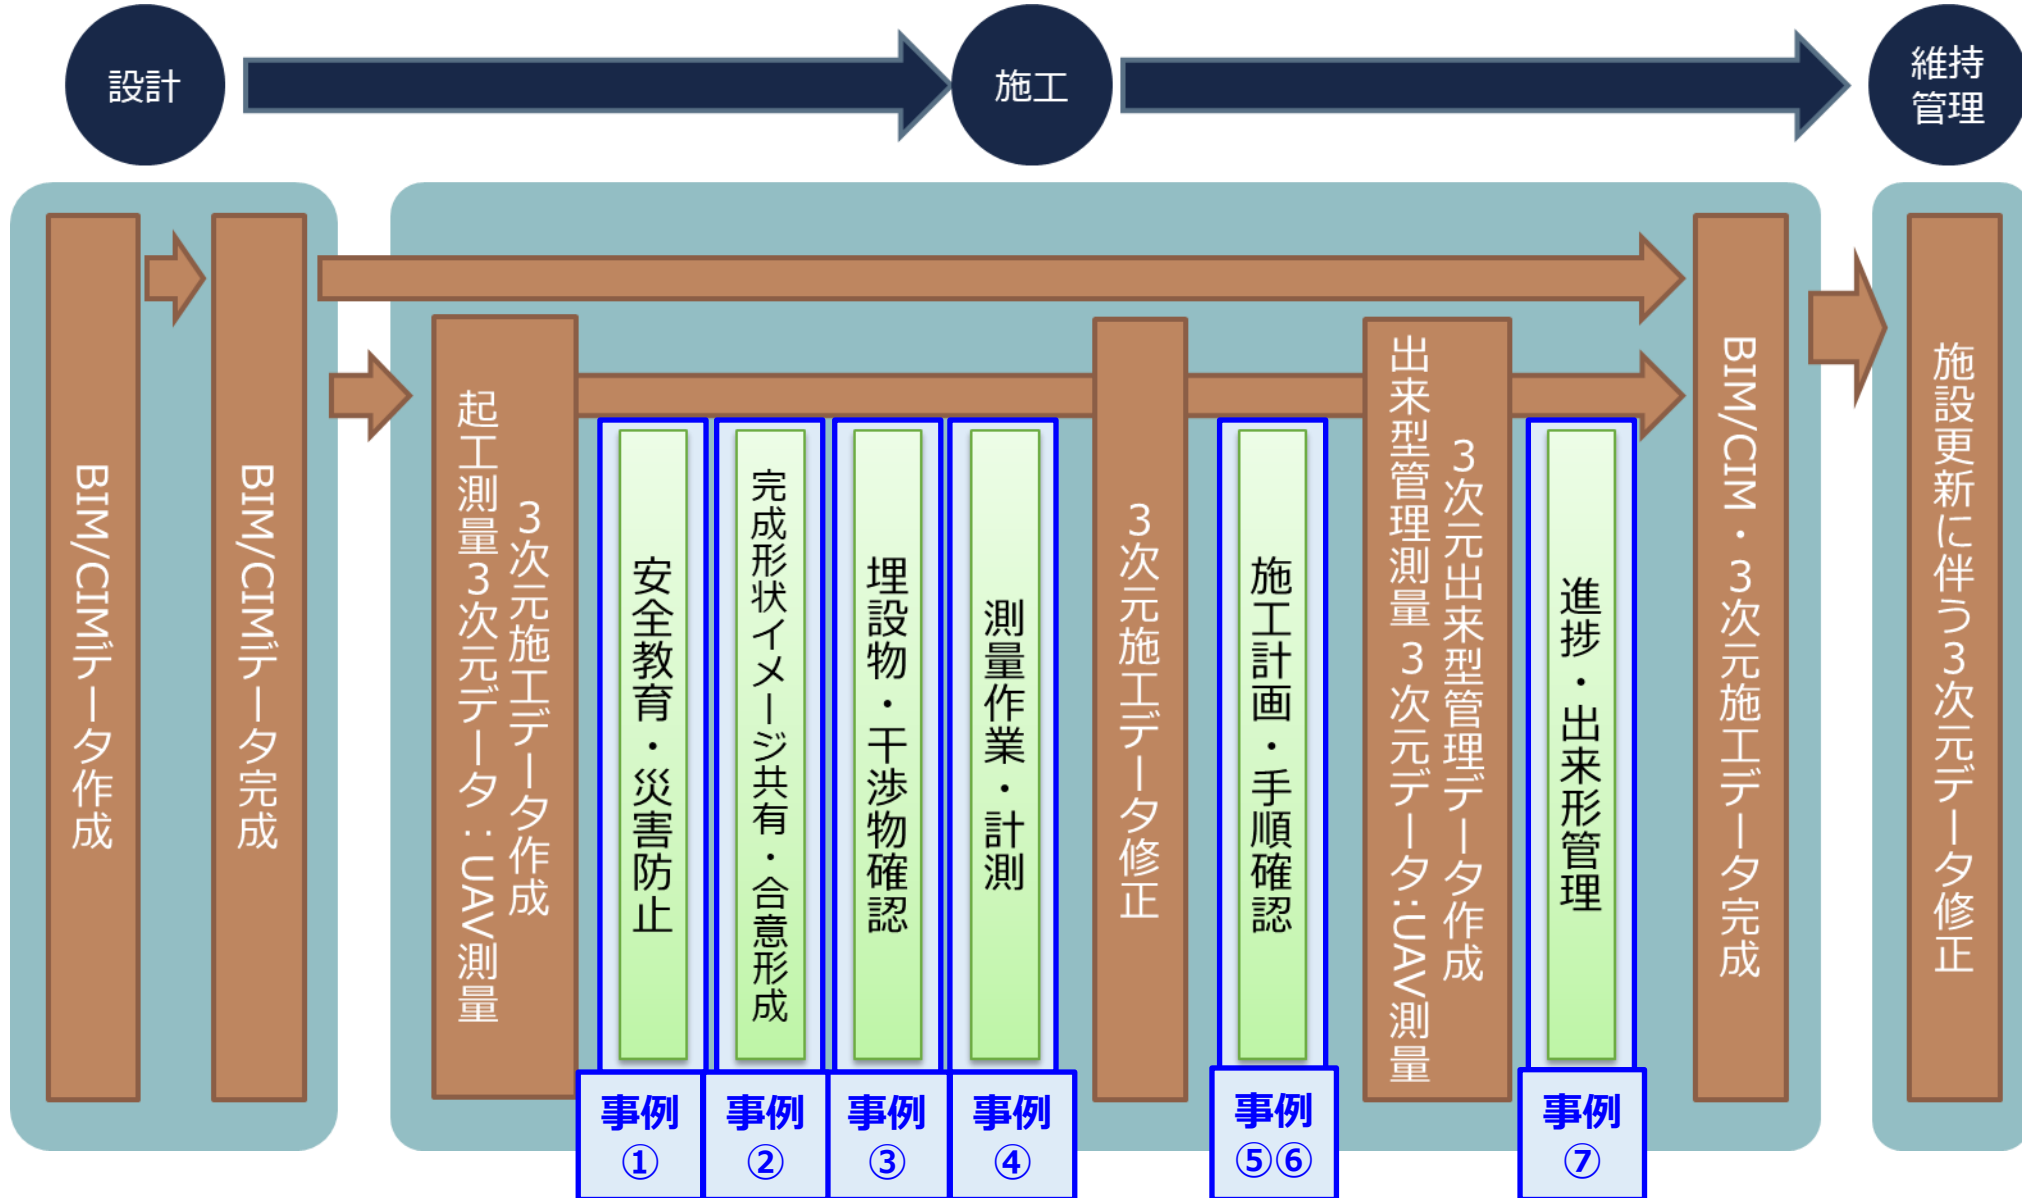 設計
施工
維持
管理
BIM/CIMデータ作成
BIM/CIMデータ完成
3次元施工データ作成
起工測量3次元データ：UAV測量
安全教育・災害防止
完成形状イメージ共有・合意形成
埋設物・干渉物確認
測量作業・計測
3次元施工データ修正
施工計画・手順確認
3次元出来型管理データ作成
出来型管理測量 3次元データ:UAV測量
進捗・出来形管理
BIM/CIM・3次元施工データ完成
施設更新に伴う3次元データ修正
事例
①
事例
②
事例
③
事例
④
事例
⑤⑥
事例
⑦